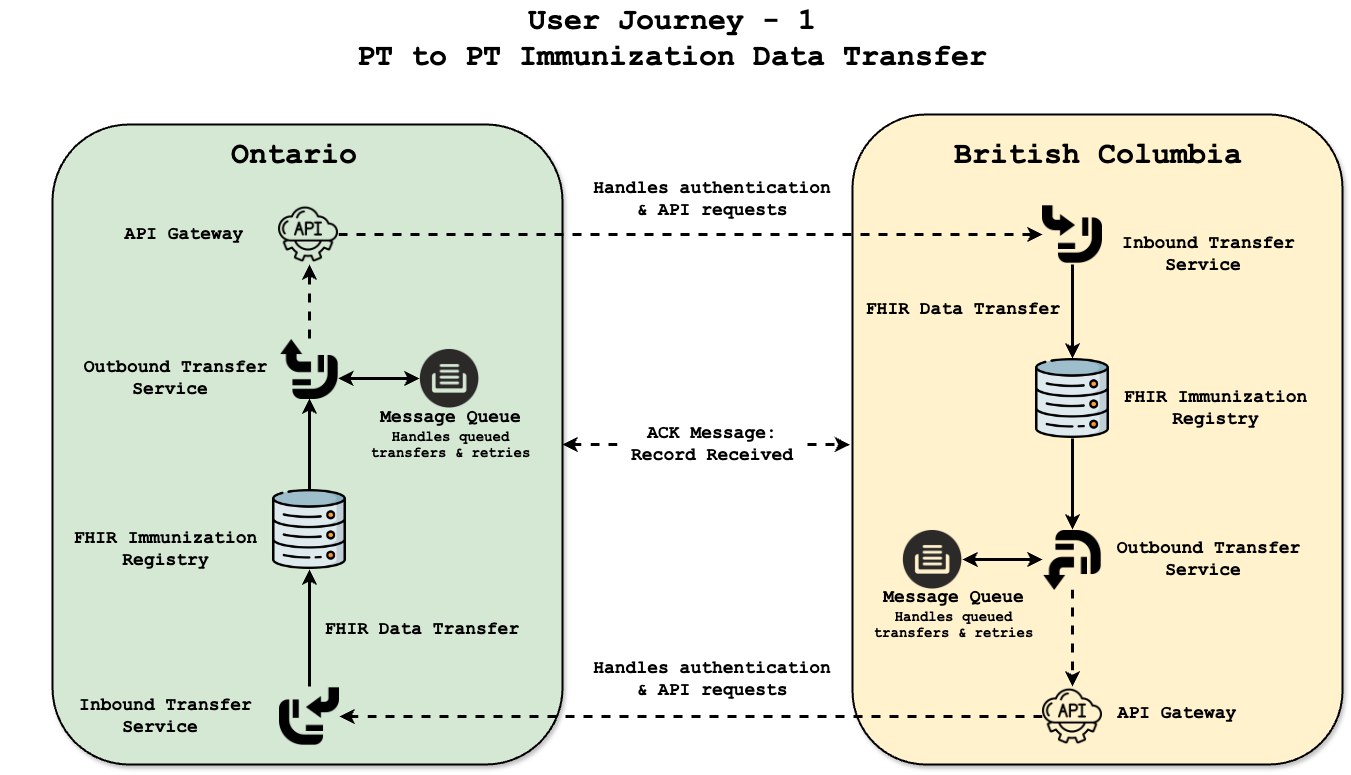 User Journey - 1
PT to PT Immunization Data Transfer
Ontario
API Gateway
API
Outbound Transfer
Service
Message Queue
Handles queued
transfers & retries
FHIR Immunization
Registry
FHIR Data Transfer
Inbound Transfer
Service
Handles authentication
& API requests
ACK Message:
Record Received
Handles authentication
& API requests
British Columbia
Inbound Transfer
Service
FHIR Data Transfer
FHIR Immunization
Registry
Outbound Transfer
Service
Message Queue
Handles queued
transfers & retries
API
API Gateway